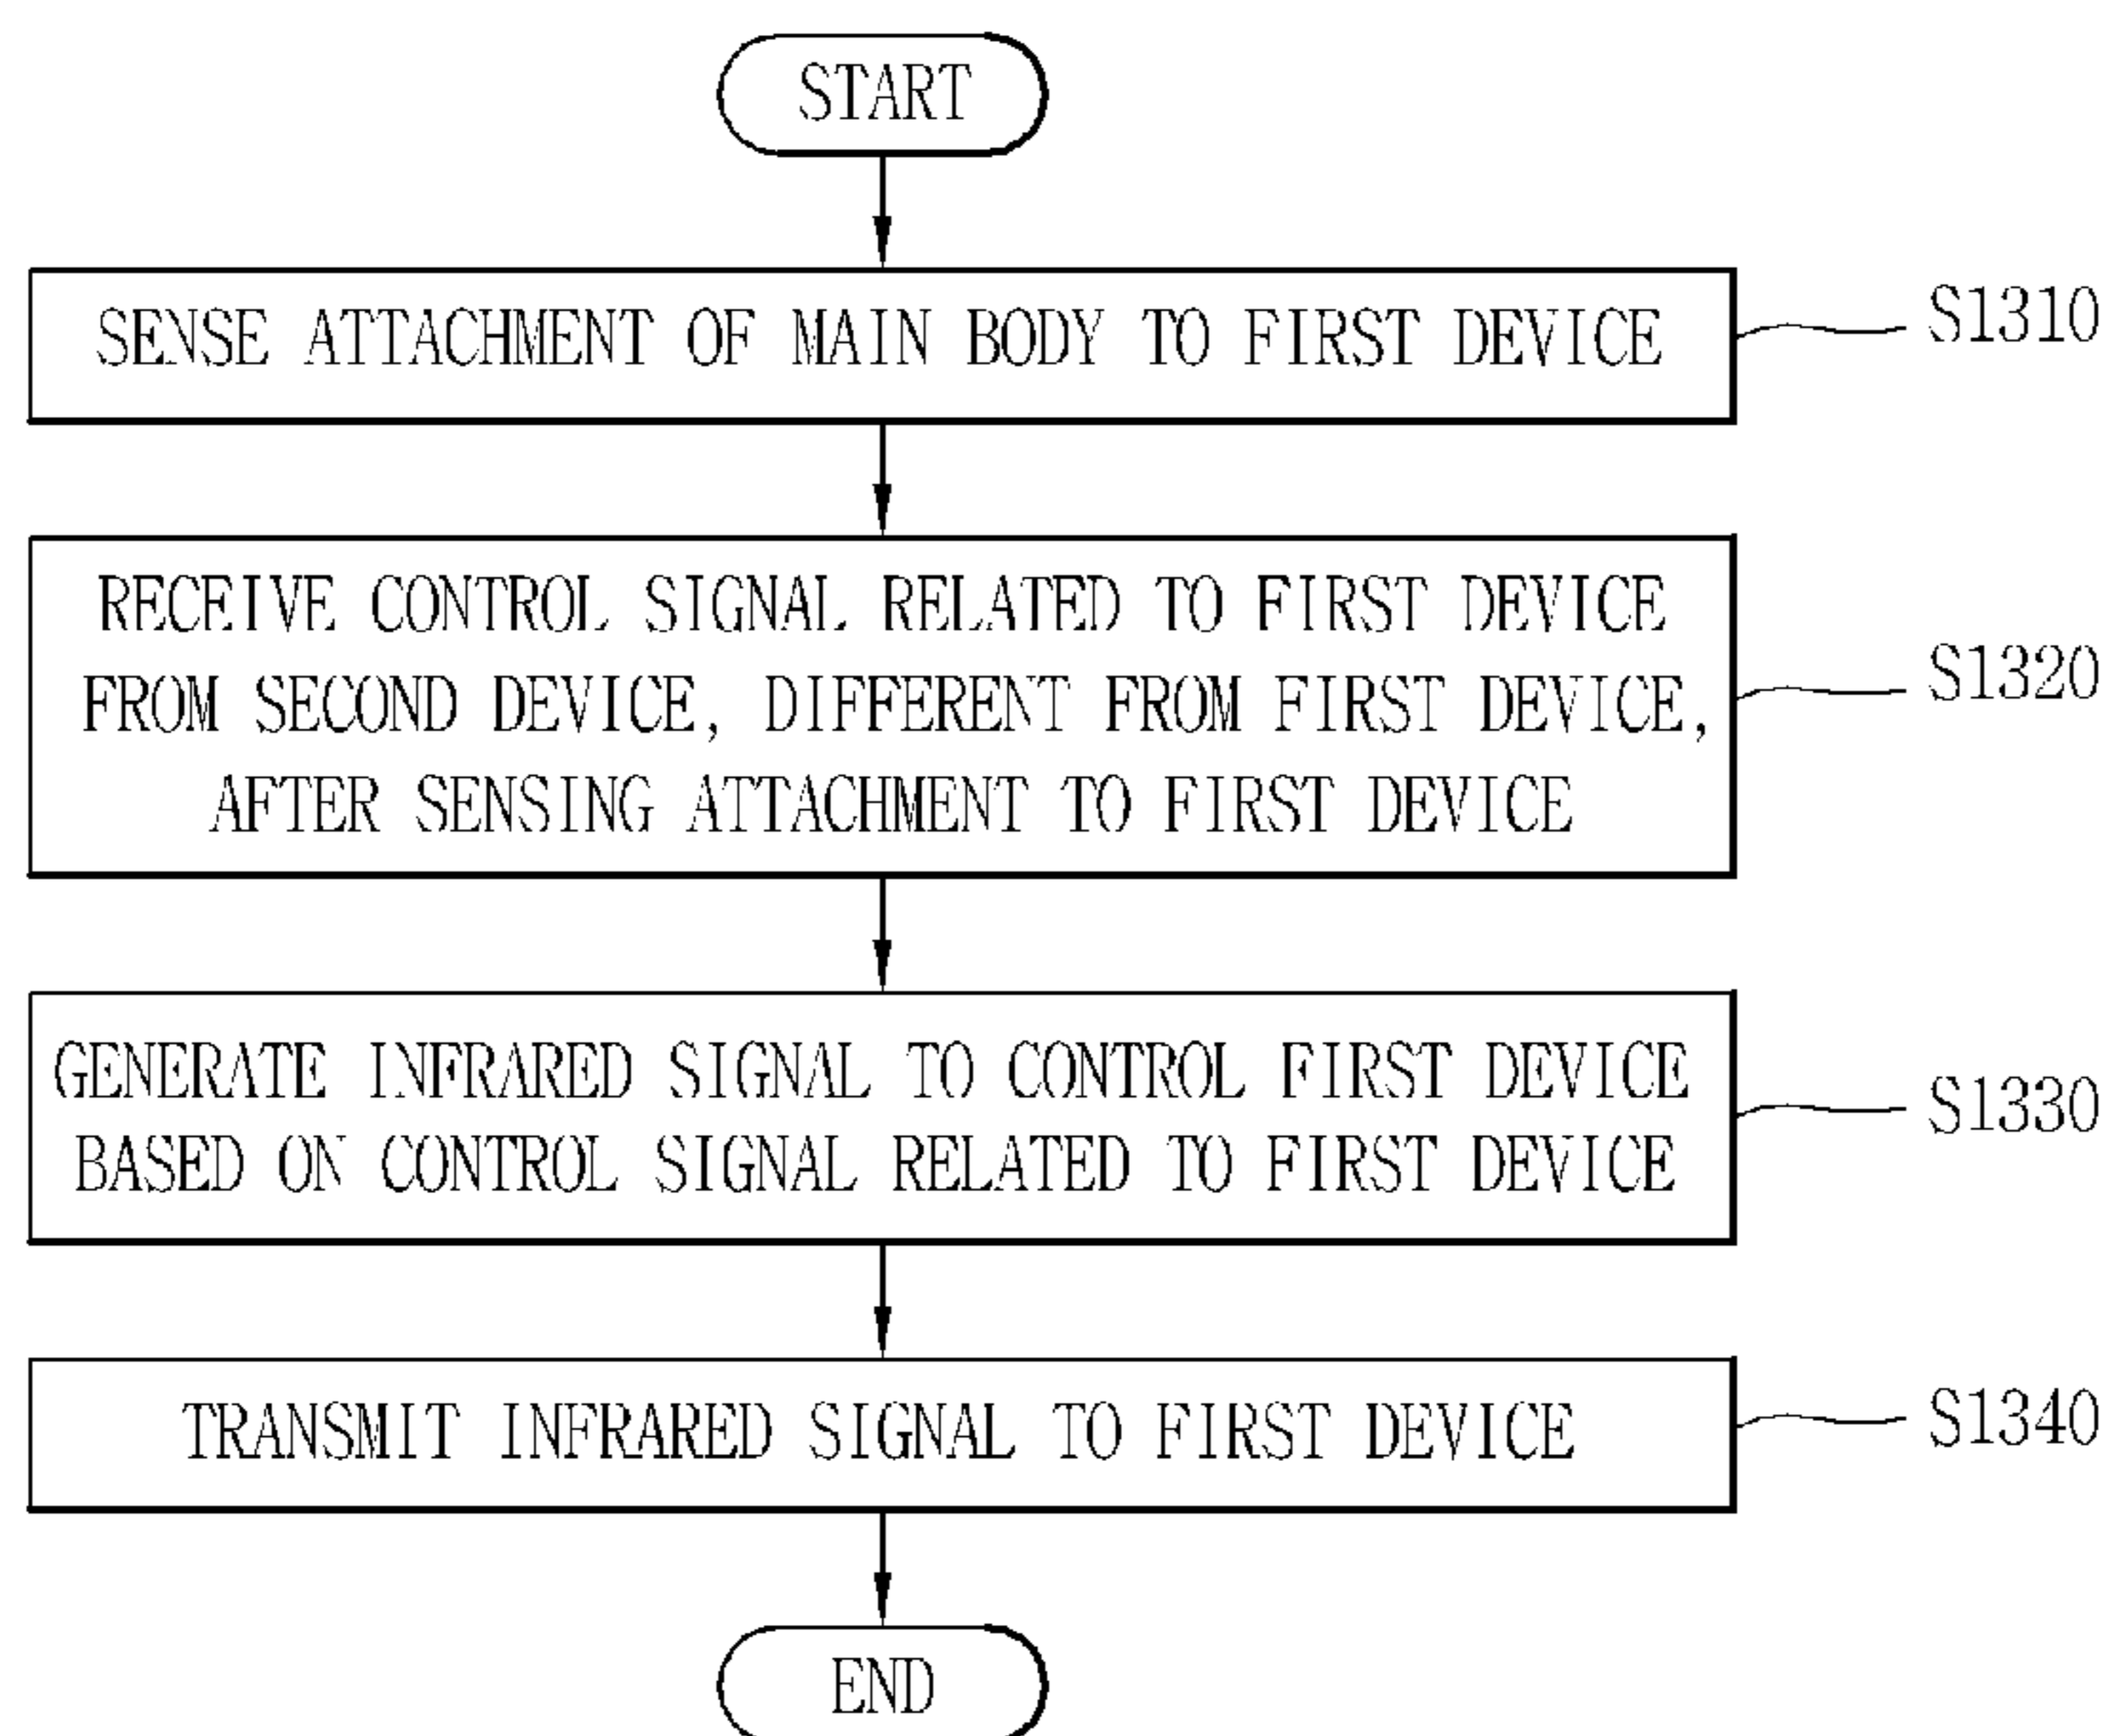 START
SENSE ATTACHMENT OF MAIN BODY TO FIRST DEVICE
S1310
RECEIVE CONTROL SIGNAL RELATED TO FIRST DEVICE
FROM SECOND DEVICE, DIFFERENT FROM FIRST DEVICE,
AFTER SENSING ATTACHMENT TO FIRST DEVICE
S1320
GENERATE INFRARED SIGNAL TO CONTROL FIRST DEVICE
BASED ON CONTROL SIGNAL RELATED TO FIRST DEVICE
S1330
TRANSMIT INFRARED SIGNAL TO FIRST DEVICE
S1340
END